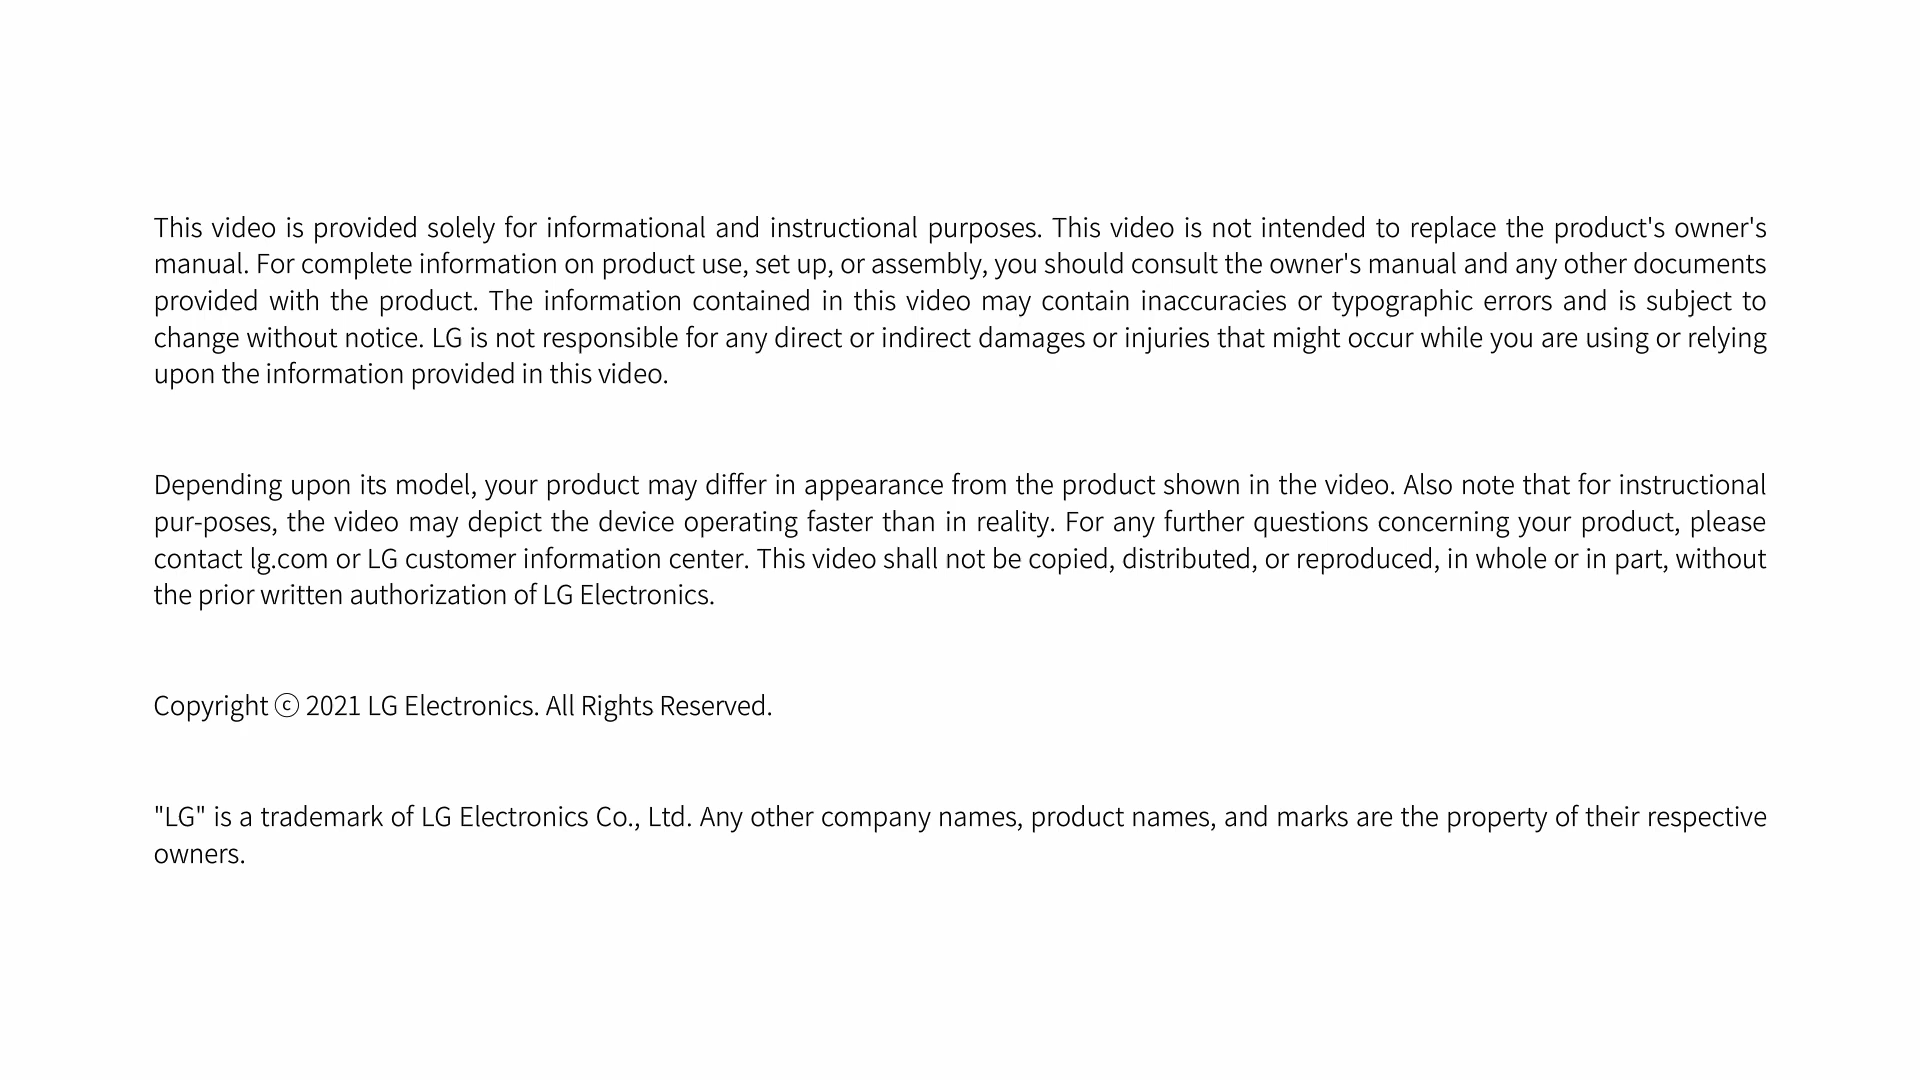 This video is provided solely for informational and instructional purposes. This video is not intended to replace the product's owner's
manual. For complete information on product use, set up, or assembly, you should consult the owner's manual and any other documents
provided with the product. The information contained in this video may contain inaccuracies or typographic errors and is subject to
change without notice. LG is not responsible for any direct or indirect damages or injuries that might occur while you are using or relying
upon the information provided in this video.
Depending upon its model, your product may differ in appearance from the product shown in the video. Also note that for instructional
pur-poses, the video may depict the device operating faster than in reality. For any further questions concerning your product, please
contact lg.com or LG customer information center. This video shall not be copied, distributed, or reproduced, in whole or in part, without
the prior written authorization of LG Electronics.
Copyright ⓒ 2021 LG Electronics. All Rights Reserved.
"LG" is a trademark of LG Electronics Co., Ltd. Any other company names, product names, and marks are the property of their respective
owners.